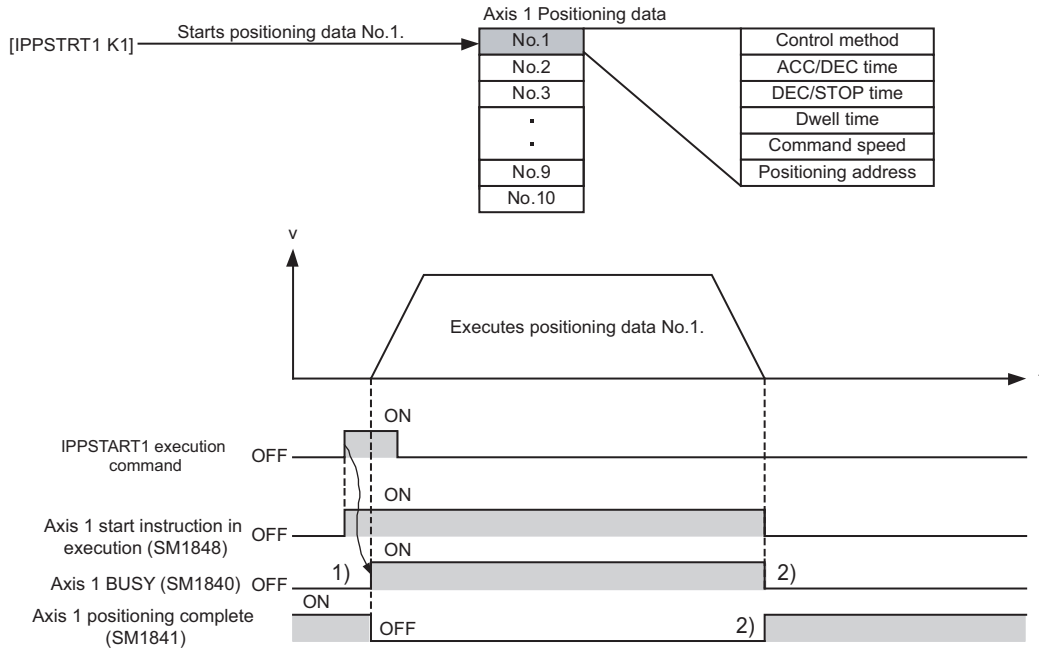 Axis 1 Positioning data
[IPPSTRT1 K1]
Starts positioning data No.1.
No.1
No.2
No.3
.
.
No.9
No.10
Control method
ACC/DEC time
DEC/STOP time
Dwell time
Command speed
Positioning address
v
Executes positioning data No.1.
ON
IPPSTART1 execution
command
OFF
ON
Axis 1 start instruction in
execution (SM1848)
OFF
ON
Axis 1 BUSY (SM1840)
OFF
1)
2)
ON
Axis 1 positioning complete
(SM1841)
OFF
2)